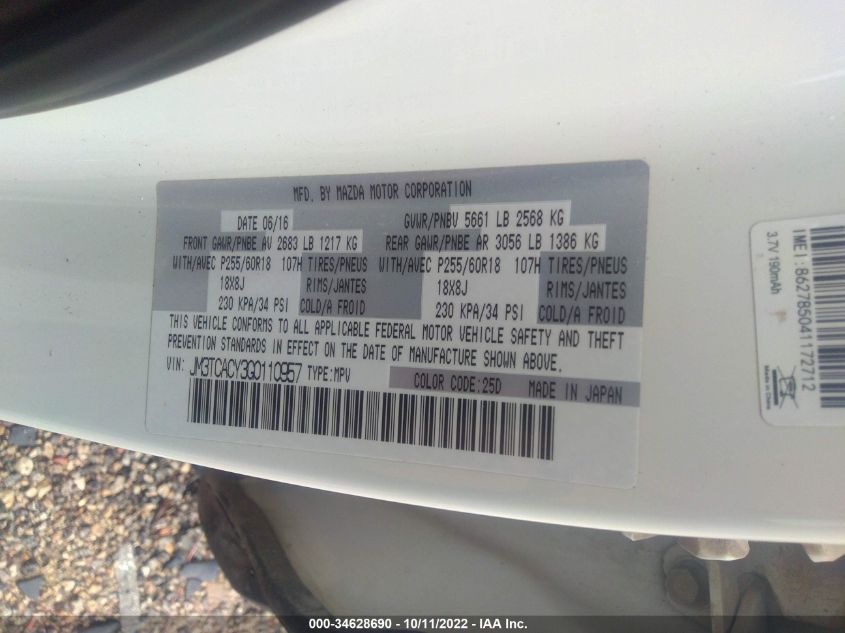 MFD. BY MAZDA MOTOR CORPORATION
DATE 06/16 GVWR/PNBV 5661 LB 2568 KG
FRONT GAWR/PNBE AV 2683 LB 1217 KG REAR GAWR/PNBE AR 3056 LB 1386 KG
WITH/AVEC P255/60R18 107H TIRES/PNEUS WITH/AVEC P255/60R18 107H TIRES/PNEUS
18X8J RIMS/JANTES 18X8J RIMS/JANTES
230 KPA/34 PSI COLD/A FROID 230 KPA/34 PSI COLD/A FROID
THIS VEHICLE CONFORMS TO ALL APPLICABLE FEDERAL MOTOR VEHICLE SAFETY AND THEFT
PREVENTION STANDARDS IN EFFECT ON THE DATE OF MANUFACTURE SHOWN ABOVE.
VIN: JM3TCACY3G0110957 TYPE:MPV
COLOR CODE:25D MADE IN JAPAN
IMEI:862785041172712
3.7V 190mAh
Made in China
000-34628690 - 10/11/2022 - IAA Inc.